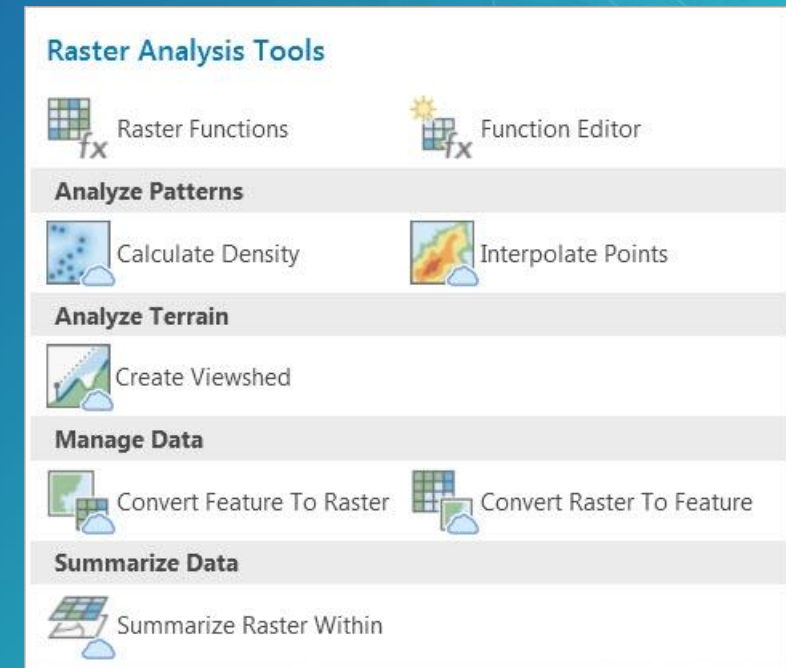 Raster Analysis Tools
Raster Functions
Function Editor
Analyze Patterns
Calculate Density
Interpolate Points
Analyze Terrain
Create Viewshed
Manage Data
Convert Feature To Raster
Convert Raster To Feature
Summarize Data
Summarize Raster Within